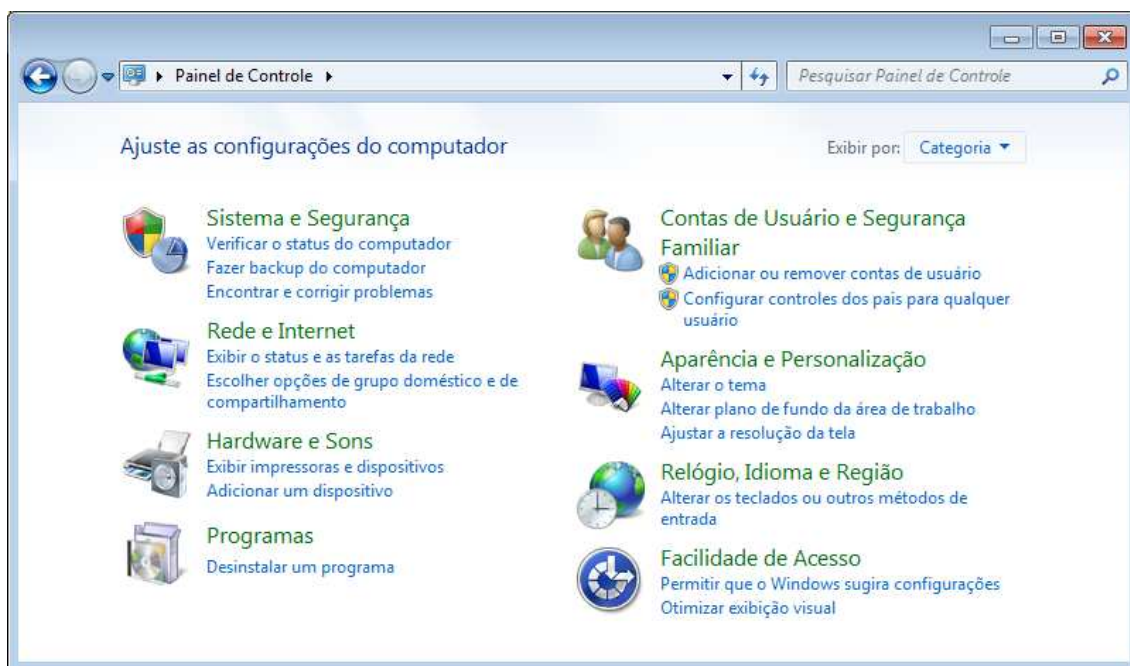 Painel de Controle
Pesquisar Painel de Controle
Ajuste as configurações do computador
Exibir por: Categoria
Sistema e Segurança
Verificar o status do computador
Fazer backup do computador
Encontrar e corrigir problemas
Rede e Internet
Exibir o status e as tarefas da rede
Escolher opções de grupo doméstico e de
compartilhamento
Hardware e Sons
Exibir impressoras e dispositivos
Adicionar um dispositivo
Programas
Desinstalar um programa
Contas de Usuário e Segurança
Familiar
Adicionar ou remover contas de usuário
Configurar controles dos pais para qualquer
usuário
Aparência e Personalização
Alterar o tema
Alterar plano de fundo da área de trabalho
Ajustar a resolução da tela
Relógio, Idioma e Região
Alterar os teclados ou outros métodos de
entrada
Facilidade de Acesso
Permitir que o Windows sugira configurações
Otimizar exibição visual